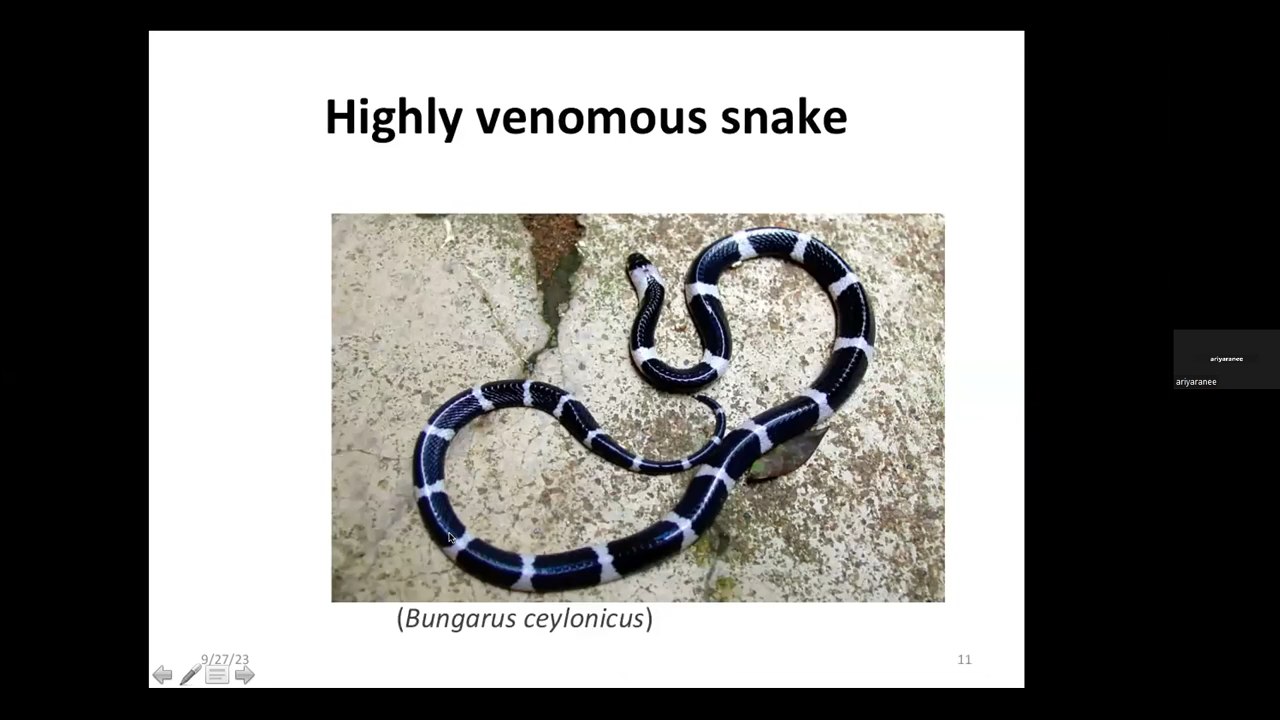 Highly venomous snake
(Bungarus ceylonicus)
9/27/23
11
ariyaranee
ariyaranee